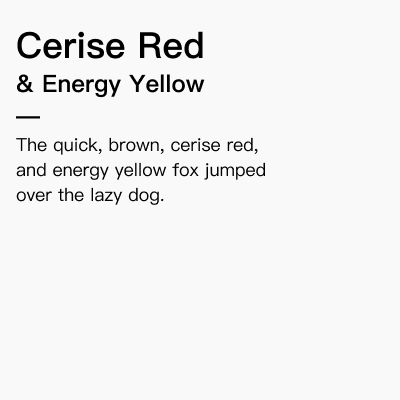 Cerise Red
& Energy Yellow
The quick, brown, cerise red,
and energy yellow fox jumped
over the lazy dog.